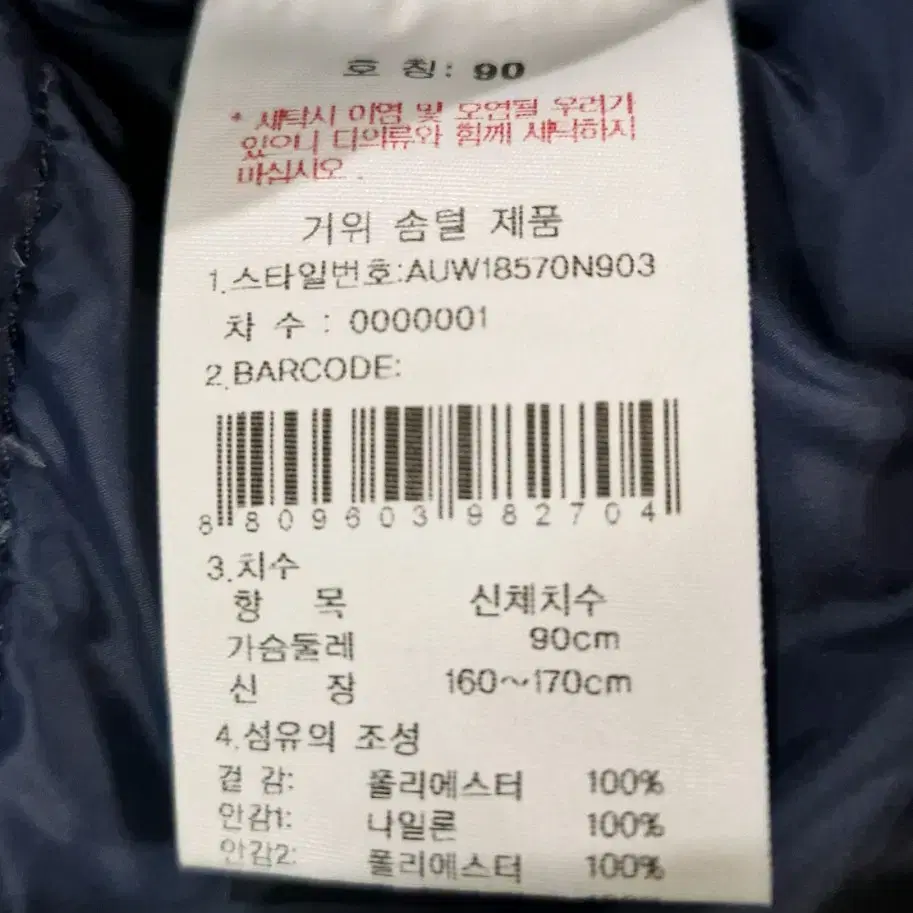 호 칭: 90
* 세탁시 이염 및 오염될 우려가
있으니 타의류와 함께 세탁하지
마십시오.
거위 솜털 제품
1.스타일번호:AUW18570N903
차 수 : 0000001
2.BARCODE:
8 809603 982704
3.치수
항 목 신체치수
가슴둘레 90cm
신 장 160~170cm
4.섬유의 조성
겉 감: 폴리에스터 100%
안감1: 나일론 100%
안감2: 폴리에스터 100%